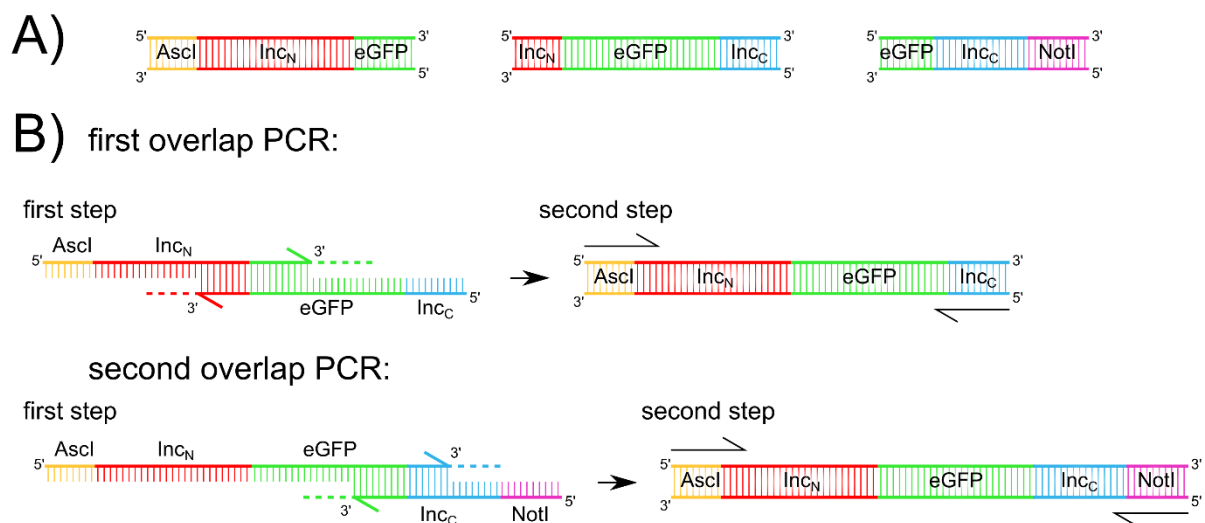 A)
5' 3' 5' 3' 5' 3'
AscI IncN eGFP IncN eGFP IncC eGFP IncC NotI
3' 5' 3' 5' 3' 5'
B) first overlap PCR:
first step second step
AscI IncN
5' 3' 5' 3'
AscI IncN eGFP IncC
3' 5' 3' 5'
eGFP IncC
second overlap PCR:
first step second step
AscI IncN eGFP
5' 3' 5' 3'
AscI IncN eGFP IncC NotI
3' 5' 3' 5'
IncC NotI